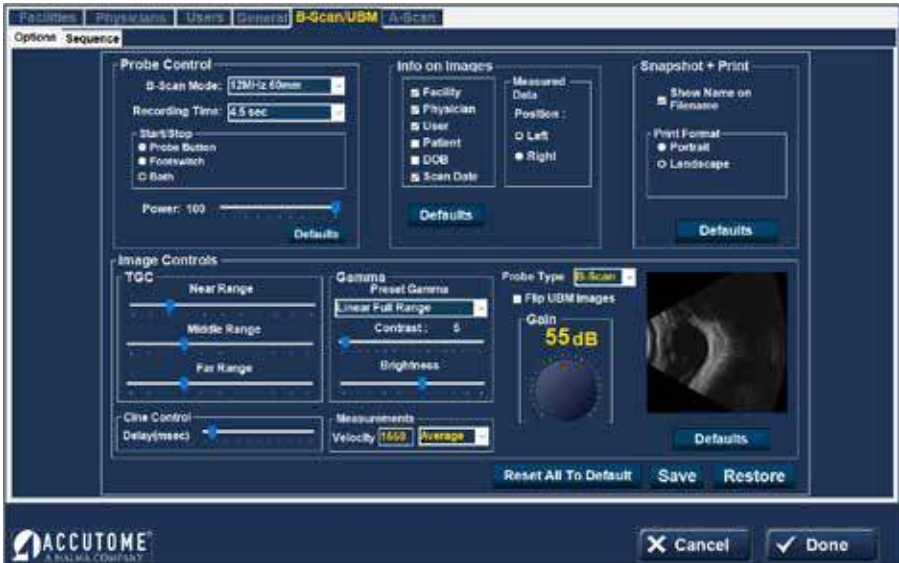 Facilities Physicians Users General B-Scan/UBM A-Scan
Options Sequence
Probe Control
B-Scan Mode: 12MHz 60mm
Recording Time: 4.5 sec
Start/Stop
Probe Button
Footswitch
Both
Power: 100
Defaults
Info on Images
Facility
Physician
User
Patient
DOB
Scan Date
Defaults
Measured
Data
Position :
Left
Right
Snapshot + Print
Show Name on
Filename
Print Format
Portrait
Landscape
Defaults
Image Controls
TGC
Near Range
Middle Range
Far Range
Cine Control
Delay(msec)
Gamma
Preset Gamma
Linear Full Range
Contrast : 5
Brightness
Measurements
Velocity 1550 Average
Probe Type B-Scan
Flip UBM Images
Gain
55dB
Defaults
Reset All To Default Save Restore
ACCUTOME
A HALMA COMPANY
Cancel Done